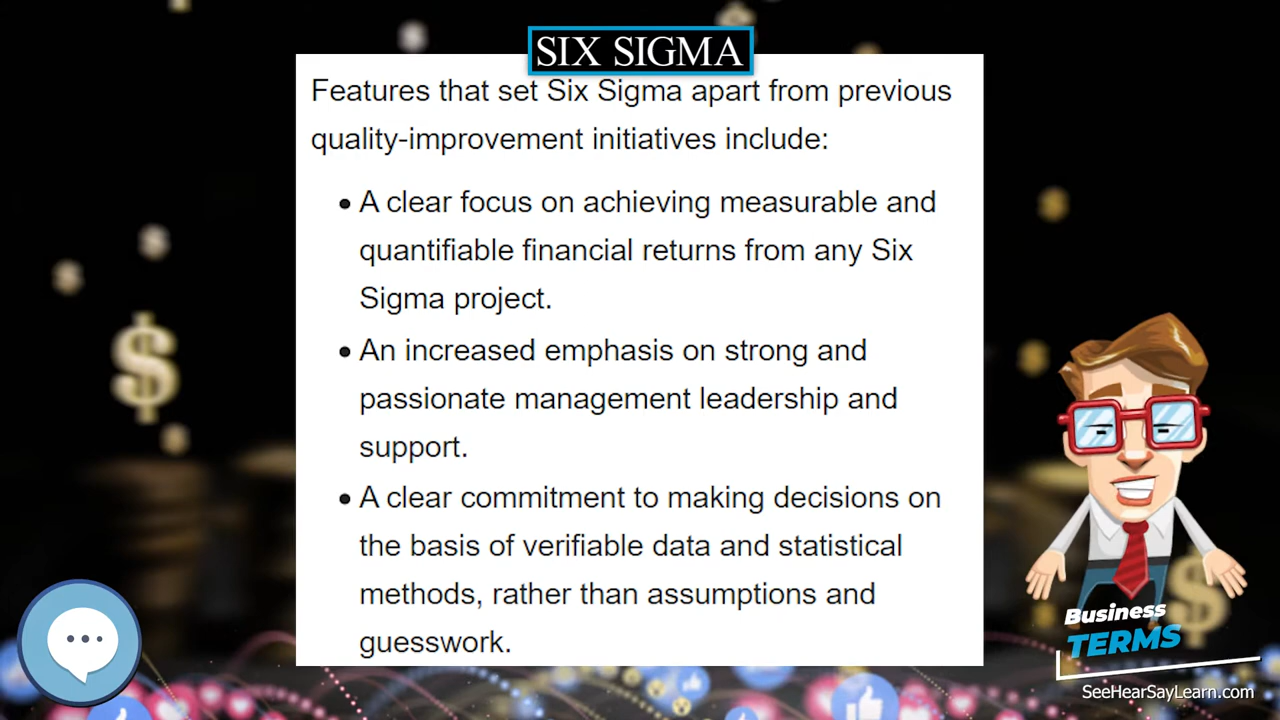 SIX SIGMA
Features that set Six Sigma apart from previous
quality-improvement initiatives include:
• A clear focus on achieving measurable and
quantifiable financial returns from any Six
Sigma project.
• An increased emphasis on strong and
passionate management leadership and
support.
• A clear commitment to making decisions on
the basis of verifiable data and statistical
methods, rather than assumptions and
guesswork.
Business
TERMS
SeeHearSayLearn.com